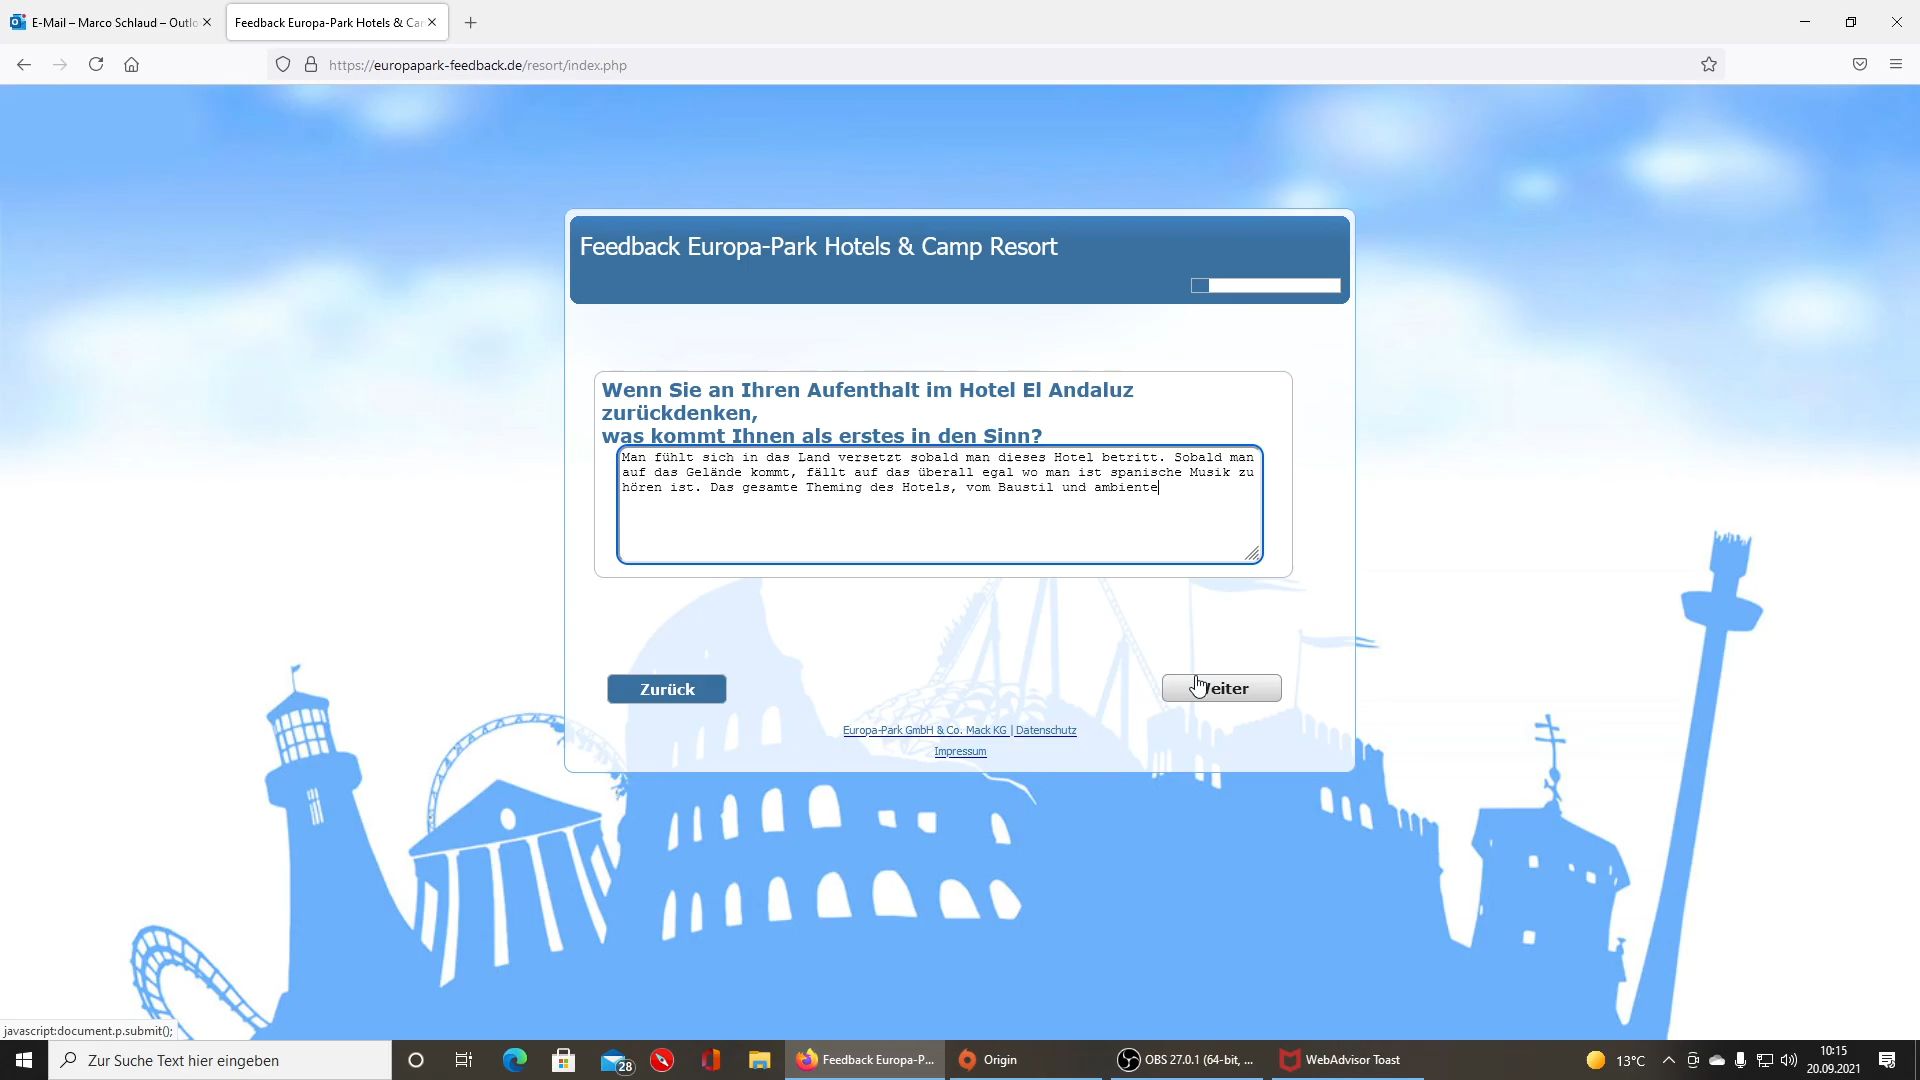 E-Mail – Marco Schlaud – Outlo
Feedback Europa-Park Hotels & Ca
https://europapark-feedback.de/resort/index.php
Feedback Europa-Park Hotels & Camp Resort
Wenn Sie an Ihren Aufenthalt im Hotel El Andaluz
zurückdenken,
was kommt Ihnen als erstes in den Sinn?
Man fühlt sich in das Land versetzt sobald man dieses Hotel betritt. Sobald man
auf das Gelände kommt, fällt auf das überall egal wo man ist spanische Musik zu
hören ist. Das gesamte Theming des Hotels, vom Baustil und ambiente
Zurück
Weiter
Europa-Park GmbH & Co. Mack KG | Datenschutz
Impressum
javascript:document.p.submit();
Zur Suche Text hier eingeben
28
Feedback Europa-P...
Origin
OBS 27.0.1 (64-bit, ...
WebAdvisor Toast
13°C
10:15
20.09.2021